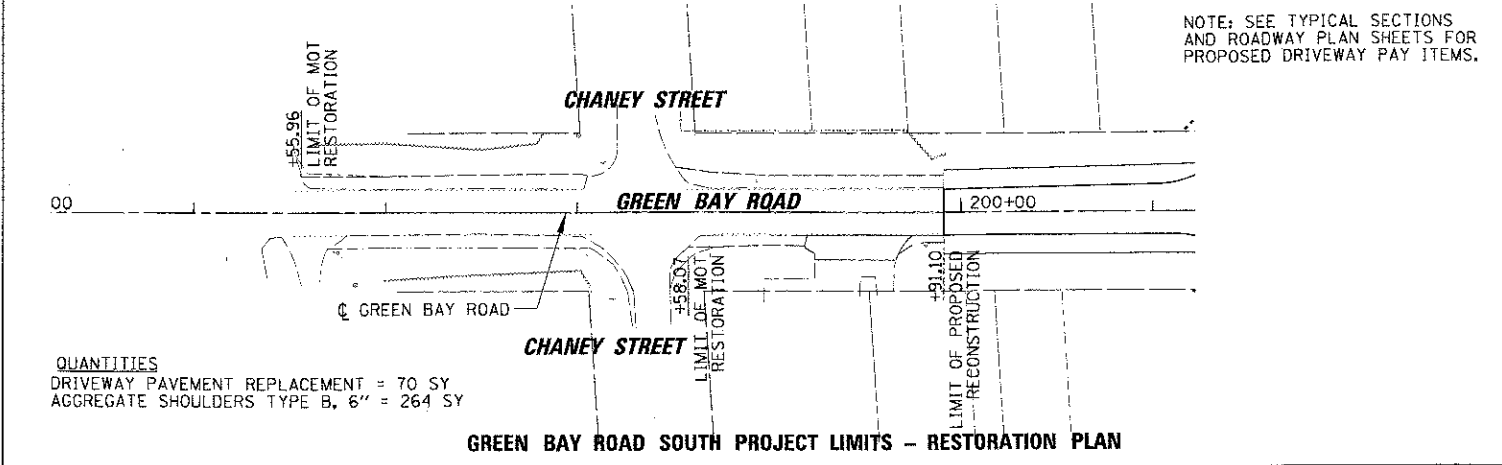 NOTE: SEE TYPICAL SECTIONS
AND ROADWAY PLAN SHEETS FOR
PROPOSED DRIVEWAY PAY ITEMS.
CHANEY STREET
+55.96
LIMIT OF MOT
RESTORATION
00
GREEN BAY ROAD
200+00
℄ GREEN BAY ROAD
+58.07
LIMIT OF MOT
RESTORATION
+91.10
LIMIT OF PROPOSED
RECONSTRUCTION
CHANEY STREET
QUANTITIES
DRIVEWAY PAVEMENT REPLACEMENT = 70 SY
AGGREGATE SHOULDERS TYPE B, 6" = 264 SY
GREEN BAY ROAD SOUTH PROJECT LIMITS – RESTORATION PLAN